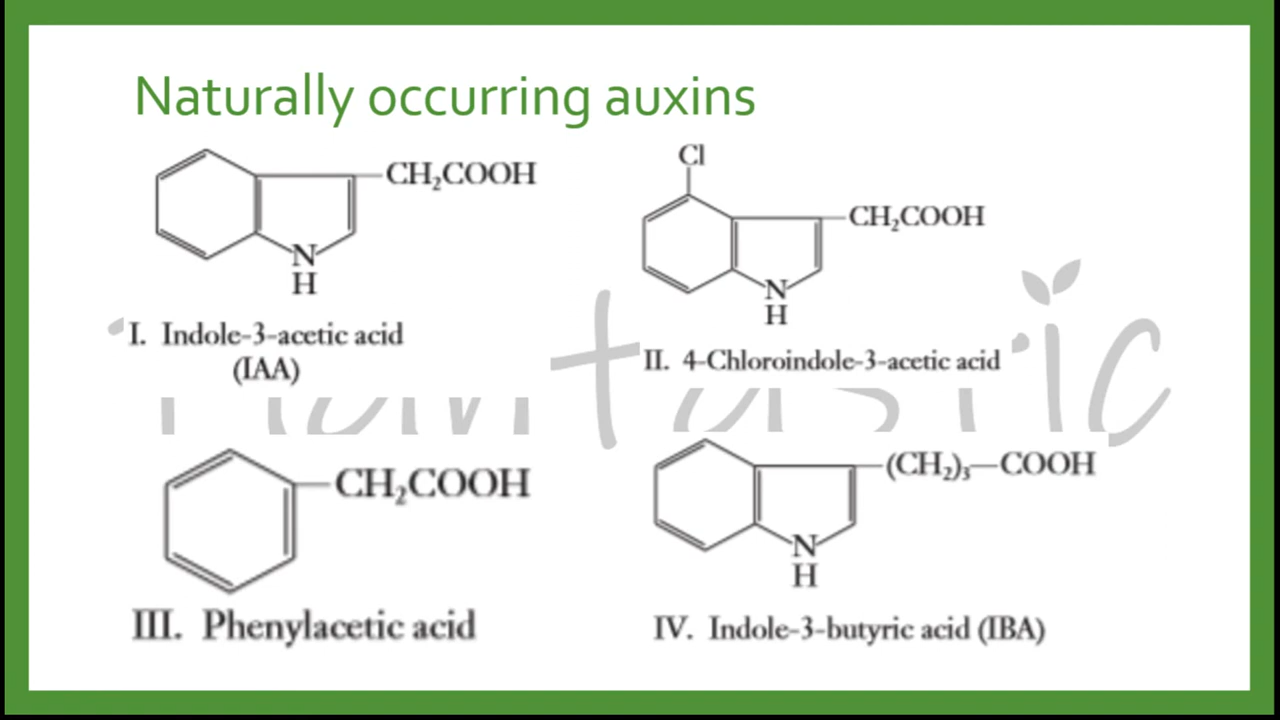 Naturally occurring auxins
CH₂COOH
N
H
I. Indole-3-acetic acid
(IAA)
Cl
CH₂COOH
N
H
II. 4-Chloroindole-3-acetic acid
CH₂COOH
III. Phenylacetic acid
(CH₂)₃—COOH
N
H
IV. Indole-3-butyric acid (IBA)